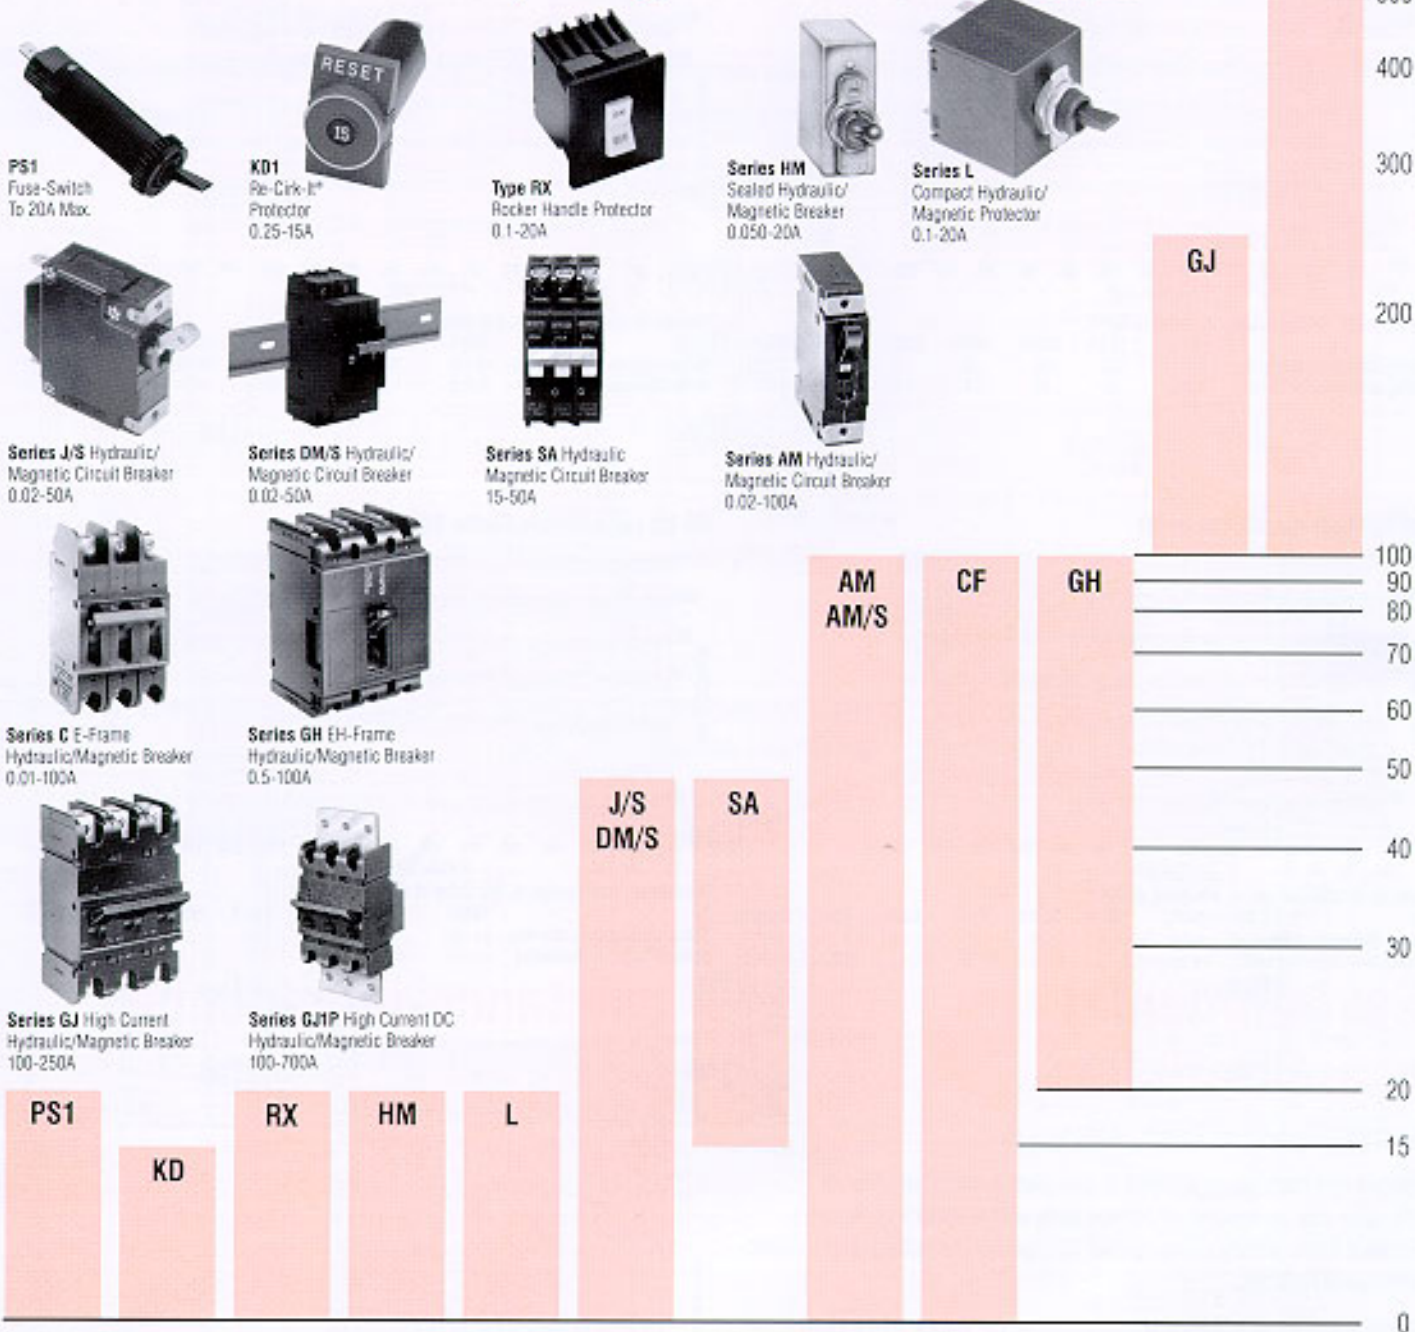 RESET
15
PS1
Fuse-Switch
To 20A Max.
KD1
Re-Cirk-It®
Protector
0.25-15A
Type RX
Rocker Handle Protector
0.1-20A
Series HM
Sealed Hydraulic/
Magnetic Breaker
0.050-20A
Series L
Compact Hydraulic/
Magnetic Protector
0.1-20A
Series J/S Hydraulic/
Magnetic Circuit Breaker
0.02-50A
Series DM/S Hydraulic/
Magnetic Circuit Breaker
0.02-50A
Series SA Hydraulic
Magnetic Circuit Breaker
15-50A
Series AM Hydraulic/
Magnetic Circuit Breaker
0.02-100A
Series C E-Frame
Hydraulic/Magnetic Breaker
0.01-100A
Series GH EH-Frame
Hydraulic/Magnetic Breaker
0.5-100A
Series GJ High Current
Hydraulic/Magnetic Breaker
100-250A
Series GJ1P High Current DC
Hydraulic/Magnetic Breaker
100-700A
PS1
KD
RX
HM
L
J/S
DM/S
SA
AM
AM/S
CF
GH
GJ
400
300
200
100
90
80
70
60
50
40
30
20
15
0